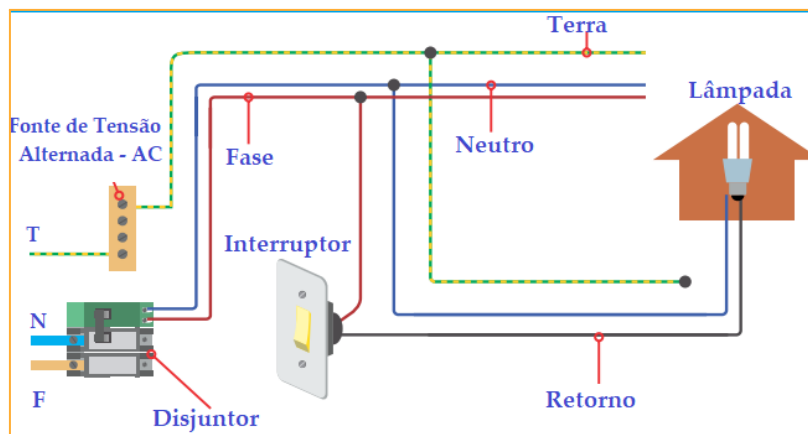 Terra
Lâmpada
Fonte de Tensão
Alternada - AC
Fase
Neutro
T
Interruptor
N
F
Disjuntor
Retorno